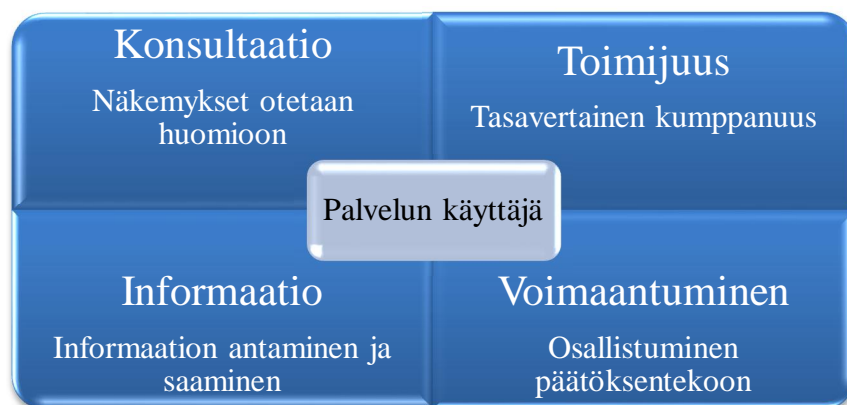 Konsultaatio
Näkemykset otetaan
huomioon
Toimijuus
Tasavertainen kumppanuus
Palvelun käyttäjä
Informaatio
Informaation antaminen ja
saaminen
Voimaantuminen
Osallistuminen
päätöksentekoon